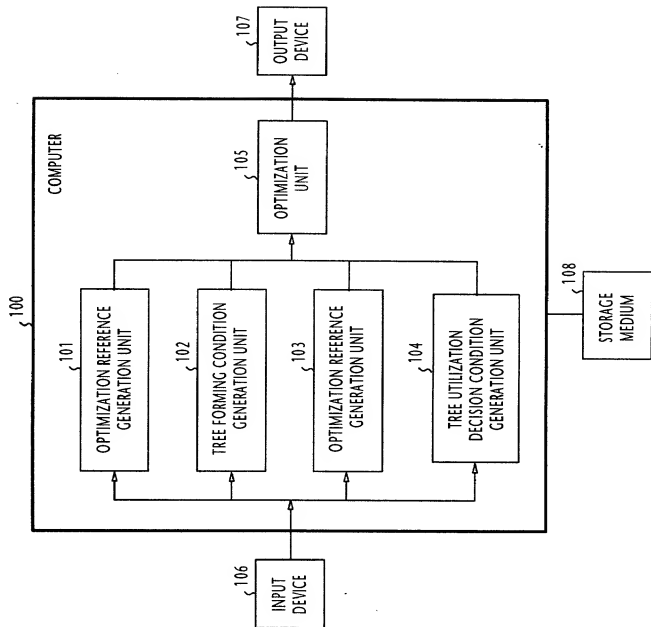 100
COMPUTER
101
OPTIMIZATION REFERENCE
GENERATION UNIT
102
TREE FORMING CONDITION
GENERATION UNIT
103
OPTIMIZATION REFERENCE
GENERATION UNIT
104
TREE UTILIZATION
DECISION CONDITION
GENERATION UNIT
105
OPTIMIZATION
UNIT
106
INPUT
DEVICE
107
OUTPUT
DEVICE
108
STORAGE
MEDIUM